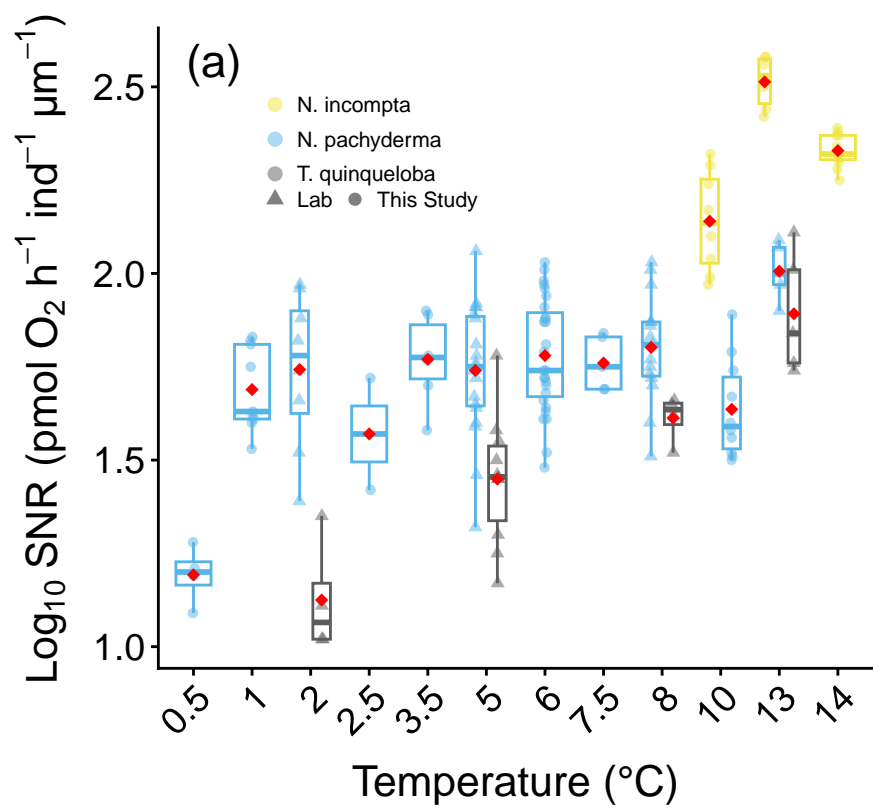 (a)
N. incompta
N. pachyderma
T. quinqueloba
Lab This Study
Log₁₀ SNR (pmol O₂ h⁻¹ ind⁻¹ μm⁻¹)
2.5
2.0
1.5
1.0
0.5 1 2 2.5 3.5 5 6 7.5 8 10 13 14
Temperature (°C)